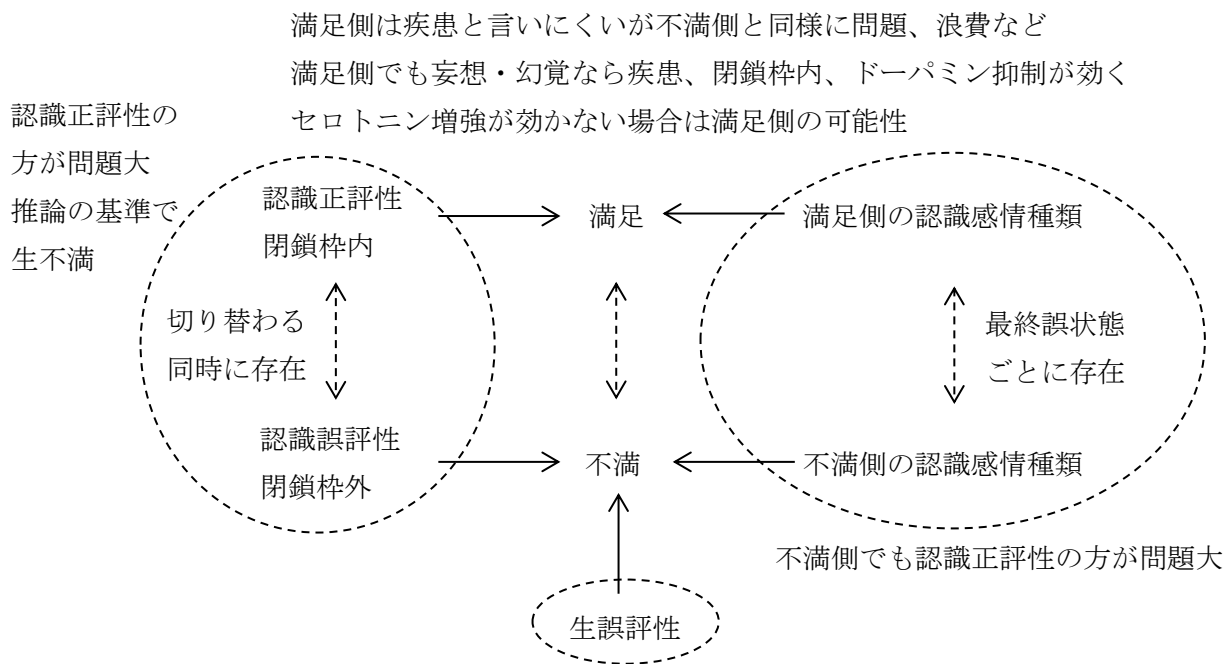 満足側は疾患と言いにくいが不満側と同様に問題、浪費など
満足側でも妄想・幻覚なら疾患、閉鎖枠内、ドーパミン抑制が効く
セロトニン増強が効かない場合は満足側の可能性
認識正評性の
方が問題大
推論の基準で
生不満
認識正評性
閉鎖枠内
満足
満足側の認識感情種類
切り替わる
同時に存在
最終誤状態
ごとに存在
認識誤評性
閉鎖枠外
不満
不満側の認識感情種類
不満側でも認識正評性の方が問題大
生誤評性